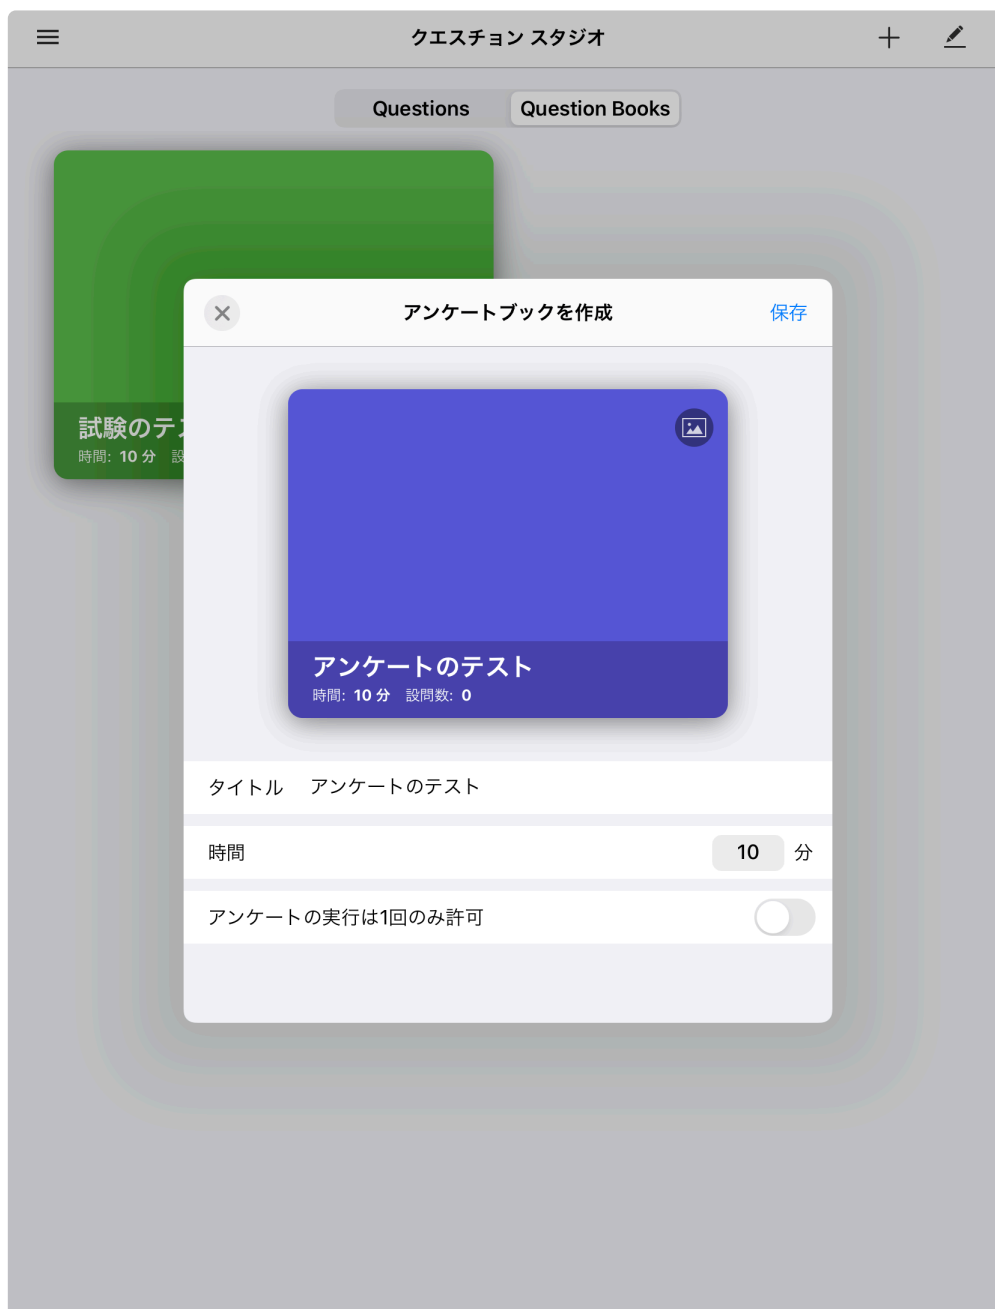 クエスチョン スタジオ
Questions
Question Books
アンケートブックを作成
保存
試験のテ
時間: 10 分 設
アンケートのテスト
時間: 10 分 設問数: 0
タイトル アンケートのテスト
時間 10 分
アンケートの実行は1回のみ許可